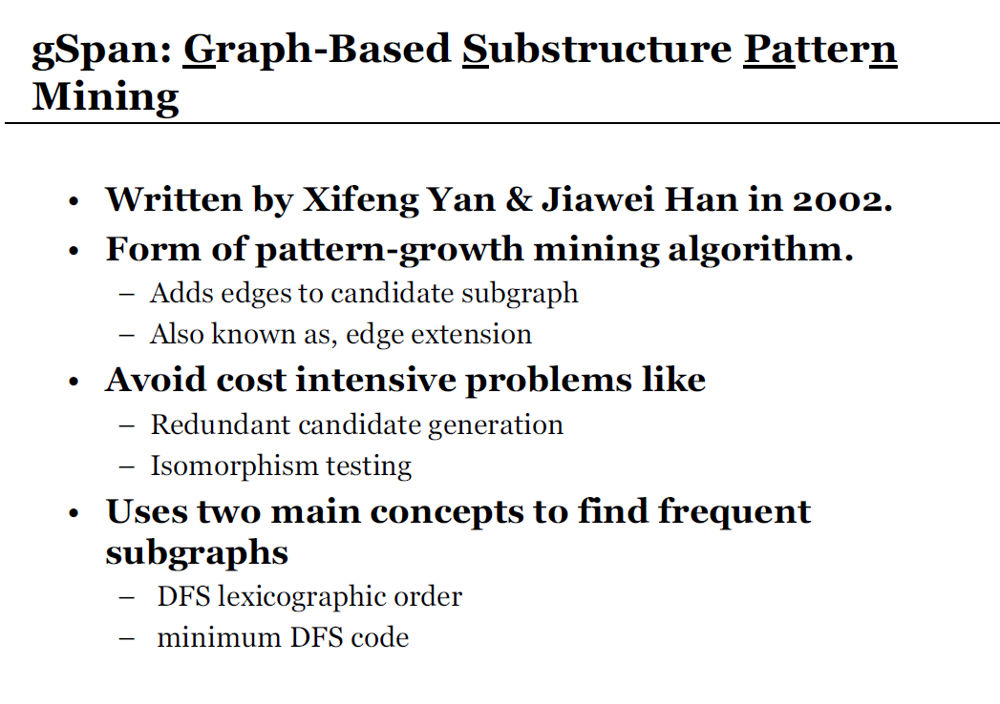 gSpan: Graph-Based Substructure Pattern
Mining
• Written by Xifeng Yan & Jiawei Han in 2002.
• Form of pattern-growth mining algorithm.
– Adds edges to candidate subgraph
– Also known as, edge extension
• Avoid cost intensive problems like
– Redundant candidate generation
– Isomorphism testing
• Uses two main concepts to find frequent
subgraphs
– DFS lexicographic order
– minimum DFS code